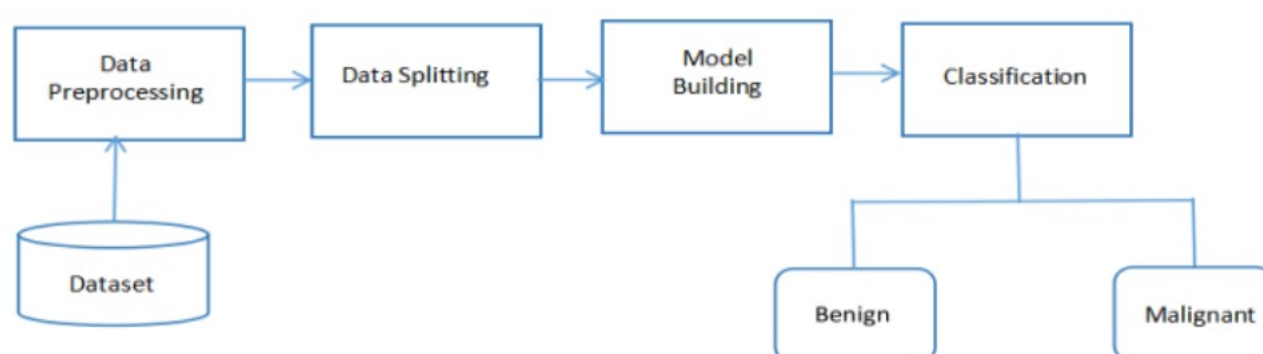 Data
Preprocessing
Data Splitting
Model
Building
Classification
Dataset
Benign
Malignant